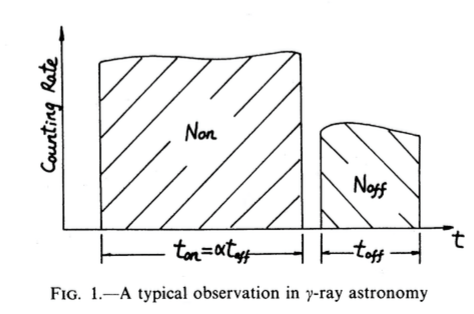 Counting Rate
Non
Noff
t
ton=αtoff
toff
FIG. 1.—A typical observation in γ-ray astronomy